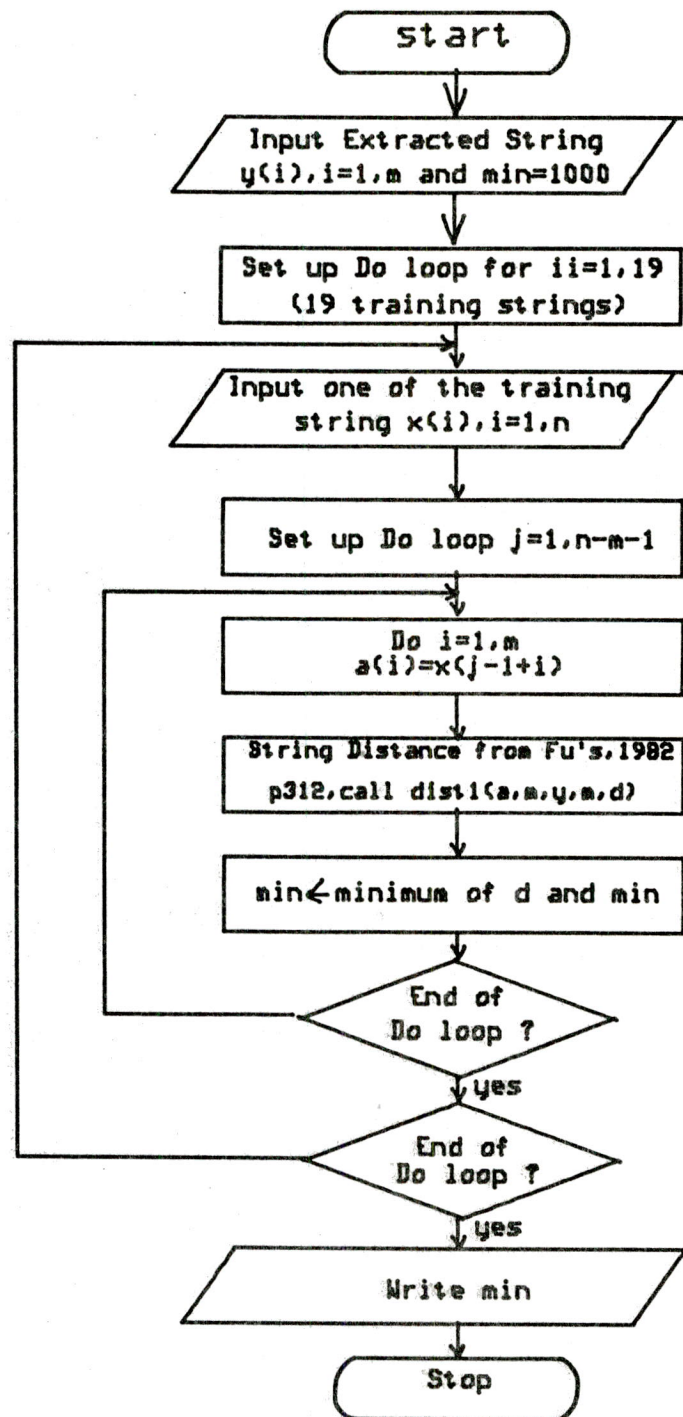 start
Input Extracted String
y(i),i=1,m and min=1000
Set up Do loop for ii=1,19
(19 training strings)
Input one of the training
string x(i),i=1,n
Set up Do loop j=1,n-m-1
Do i=1,m
a(i)=x(j-1+i)
String Distance from Fu's,1982
p312,call dist1(a,m,y,m,d)
min←minimum of d and min
End of
Do loop ?
yes
End of
Do loop ?
yes
Write min
Stop